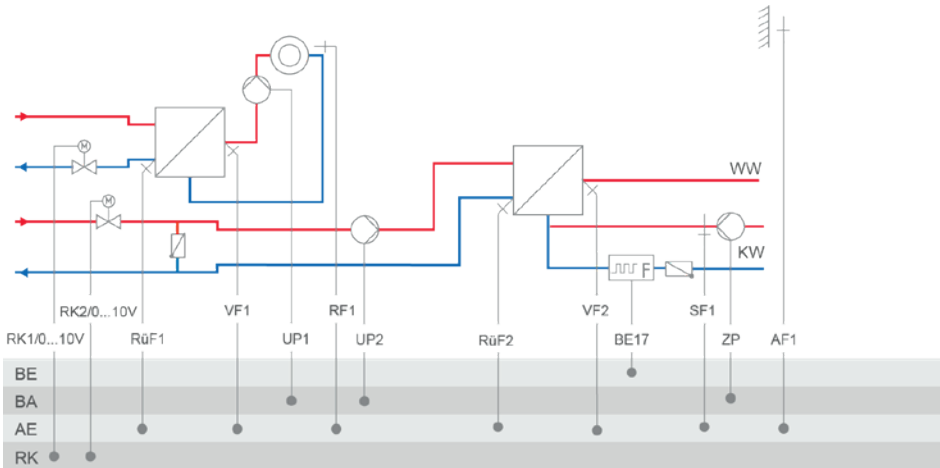 M
M
WW
F
KW
RK2/0...10V
VF1
RF1
VF2
SF1
RK1/0...10V
RüF1
UP1
UP2
RüF2
BE17
ZP
AF1
BE
BA
AE
RK